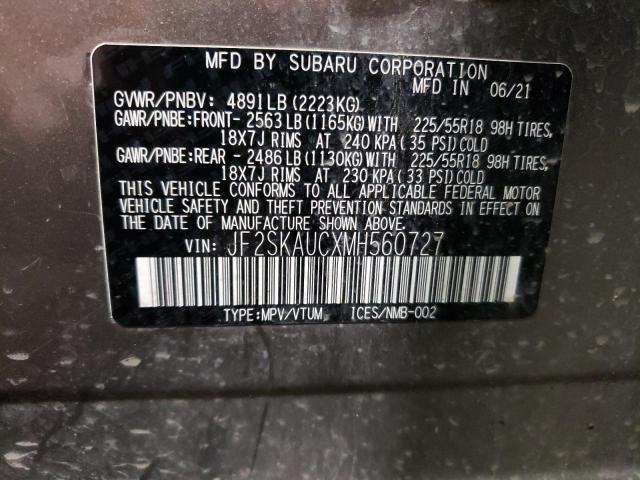 MFD BY SUBARU CORPORATION
MFD IN 06/21
GVWR/PNBV: 4891LB(2223KG)
GAWR/PNBE:FRONT- 2563LB(1165KG)WITH 225/55R18 98H TIRES,
18X7J RIMS AT 240 KPA(35 PSI)COLD
GAWR/PNBE:REAR - 2486LB(1130KG)WITH 225/55R18 98H TIRES,
18X7J RIMS AT 230 KPA(33 PSI)COLD
THIS VEHICLE CONFORMS TO ALL APPLICABLE FEDERAL MOTOR
VEHICLE SAFETY AND THEFT PREVENTION STANDARDS IN EFFECT ON
THE DATE OF MANUFACTURE SHOWN ABOVE.
VIN: JF2SKAUCXMH560727
TYPE:MPV/VTUM ICES/NMB-002